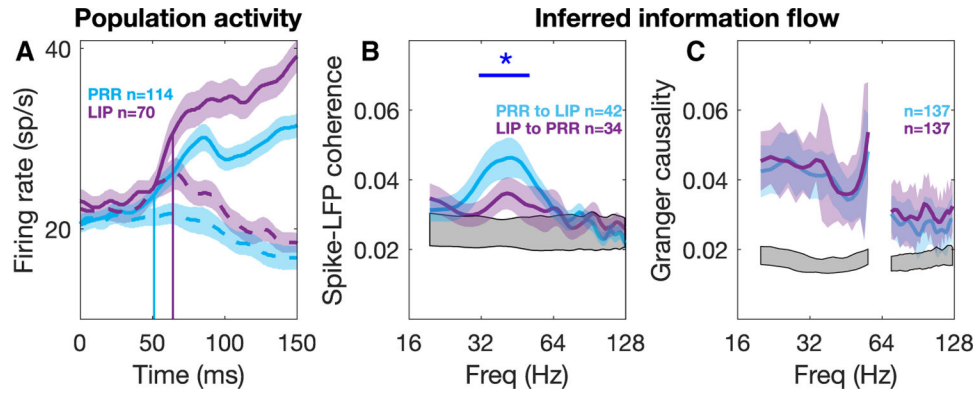 Population activity
Inferred information flow
A
Firing rate (sp/s)
40
20
PRR n=114
LIP n=70
0
50
100
150
Time (ms)
B
Spike-LFP coherence
0.06
0.04
0.02
*
PRR to LIP n=42
LIP to PRR n=34
16
32
64
128
Freq (Hz)
C
Granger causality
0.06
0.04
0.02
n=137
n=137
16
32
64
128
Freq (Hz)